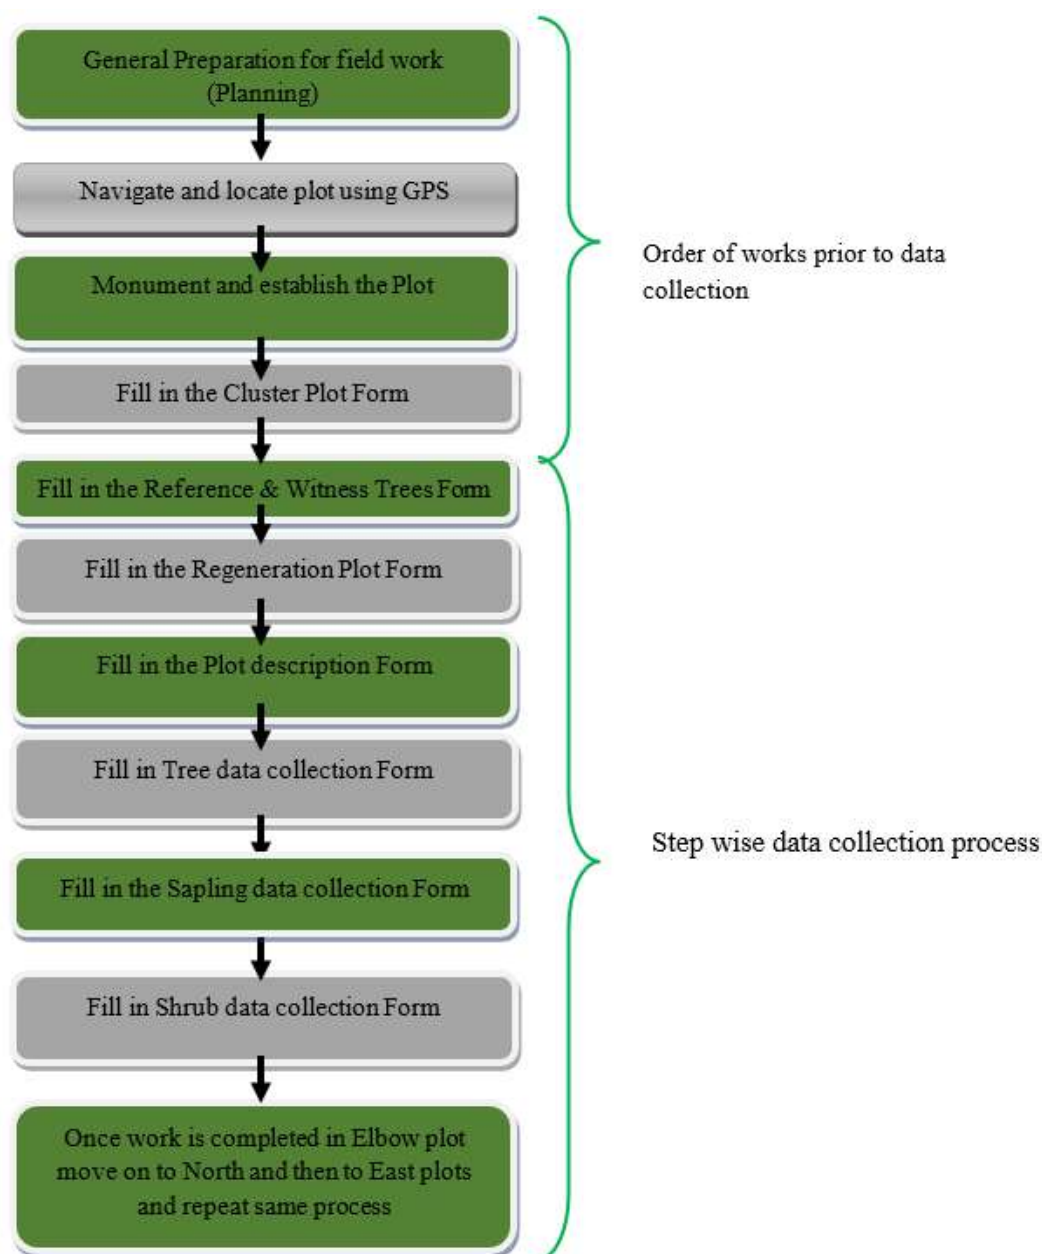 General Preparation for field work
(Planning)
Navigate and locate plot using GPS
Monument and establish the Plot
Fill in the Cluster Plot Form
Order of works prior to data
collection
Fill in the Reference & Witness Trees Form
Fill in the Regeneration Plot Form
Fill in the Plot description Form
Fill in Tree data collection Form
Fill in the Sapling data collection Form
Fill in Shrub data collection Form
Once work is completed in Elbow plot
move on to North and then to East plots
and repeat same process
Step wise data collection process